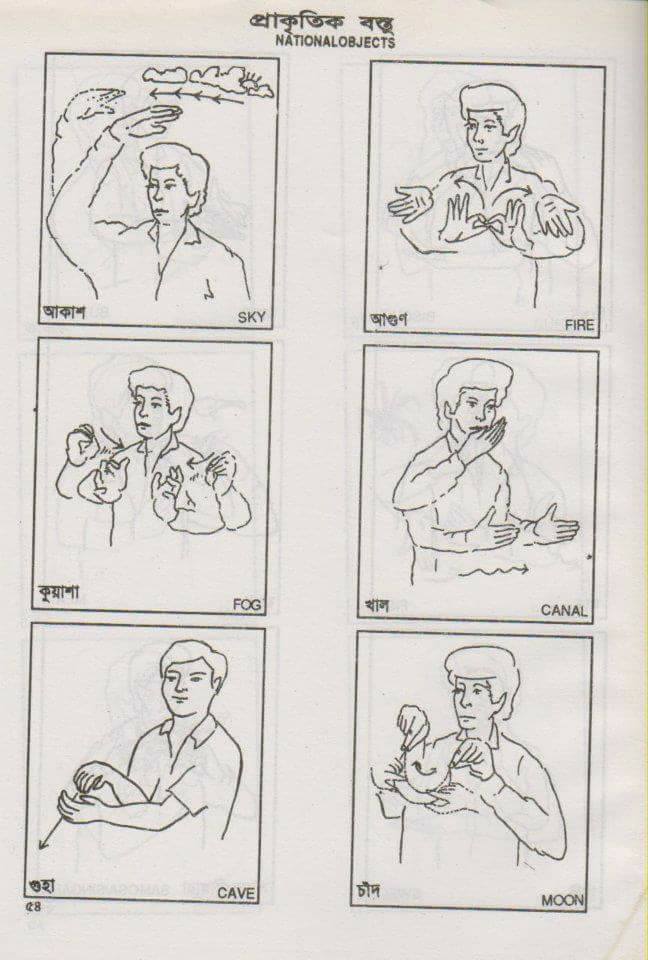 প্রাকৃতিক বস্তু
NATIONALOBJECTS
আকাশ SKY
আগুণ FIRE
কুয়াশা FOG
খাল CANAL
গুহা CAVE
চাঁদ MOON
৫৪